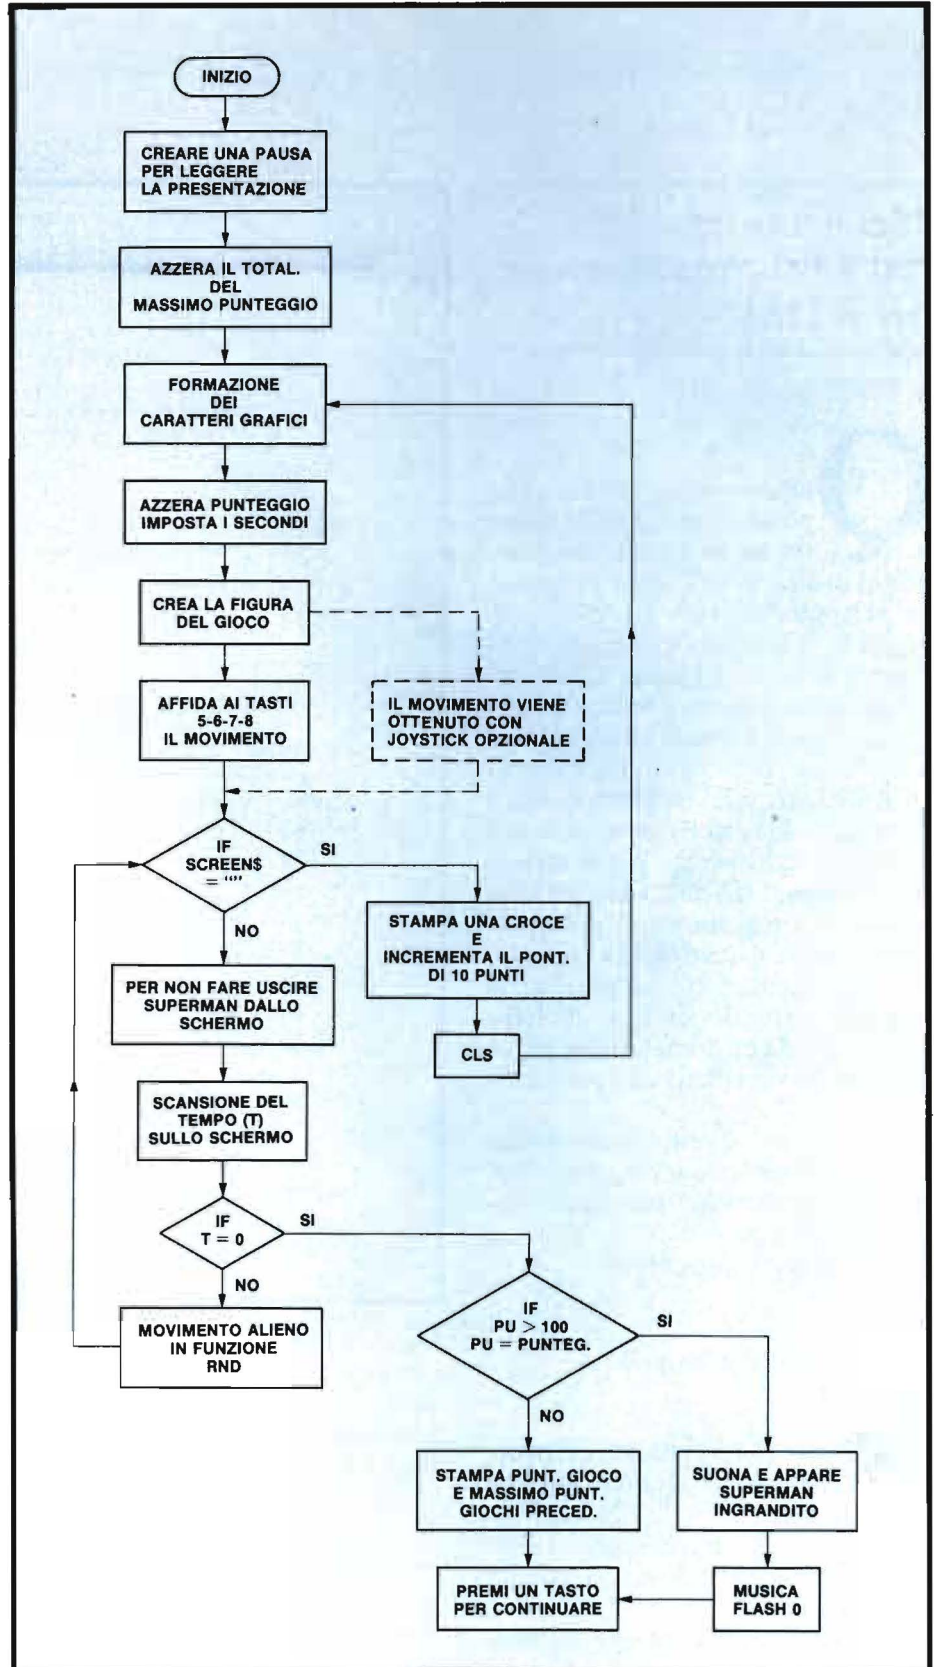 INIZIO
CREARE UNA PAUSA
PER LEGGERE
LA PRESENTAZIONE
AZZERA IL TOTAL.
DEL
MASSIMO PUNTEGGIO
FORMAZIONE
DEI
CARATTERI GRAFICI
AZZERA PUNTEGGIO
IMPOSTA I SECONDI
CREA LA FIGURA
DEL GIOCO
AFFIDA AI TASTI
5-6-7-8
IL MOVIMENTO
IL MOVIMENTO VIENE
OTTENUTO CON
JOYSTICK OPZIONALE
IF
SCREEN$
= “”
SI
NO
STAMPA UNA CROCE
E
INCREMENTA IL PONT.
DI 10 PUNTI
CLS
PER NON FARE USCIRE
SUPERMAN DALLO
SCHERMO
SCANSIONE DEL
TEMPO (T)
SULLO SCHERMO
IF
T = 0
SI
NO
MOVIMENTO ALIENO
IN FUNZIONE
RND
IF
PU > 100
PU = PUNTEG.
SI
NO
STAMPA PUNT. GIOCO
E MASSIMO PUNT.
GIOCHI PRECED.
SUONA E APPARE
SUPERMAN
INGRANDITO
PREMI UN TASTO
PER CONTINUARE
MUSICA
FLASH 0